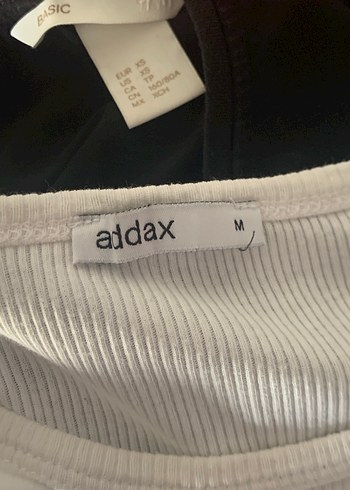 BASIC
EUR XS
US XS
CA TP
CN 160/80A
MX XCH
addax
M